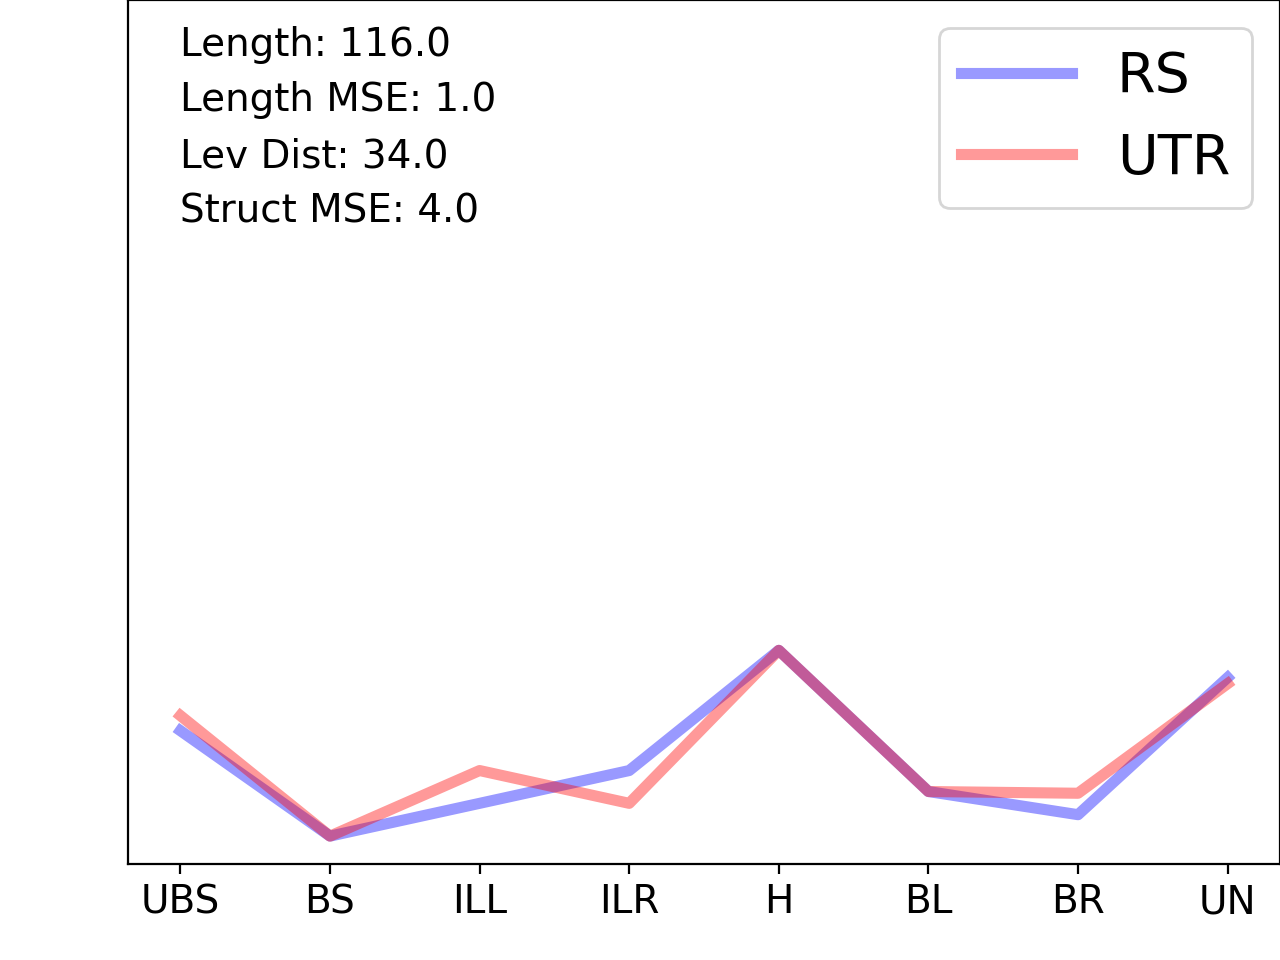 Length: 116.0
Length MSE: 1.0
Lev Dist: 34.0
Struct MSE: 4.0
RS
UTR
UBS BS ILL ILR H BL BR UN